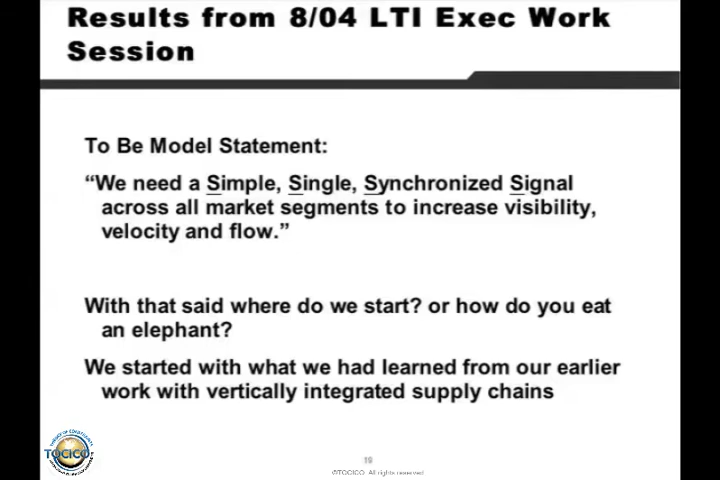 Results from 8/04 LTI Exec Work
Session
To Be Model Statement:
“We need a Simple, Single, Synchronized Signal
across all market segments to increase visibility,
velocity and flow.”
With that said where do we start? or how do you eat
an elephant?
We started with what we had learned from our earlier
work with vertically integrated supply chains
TOCICO
19
©TOCICO. All rights reserved